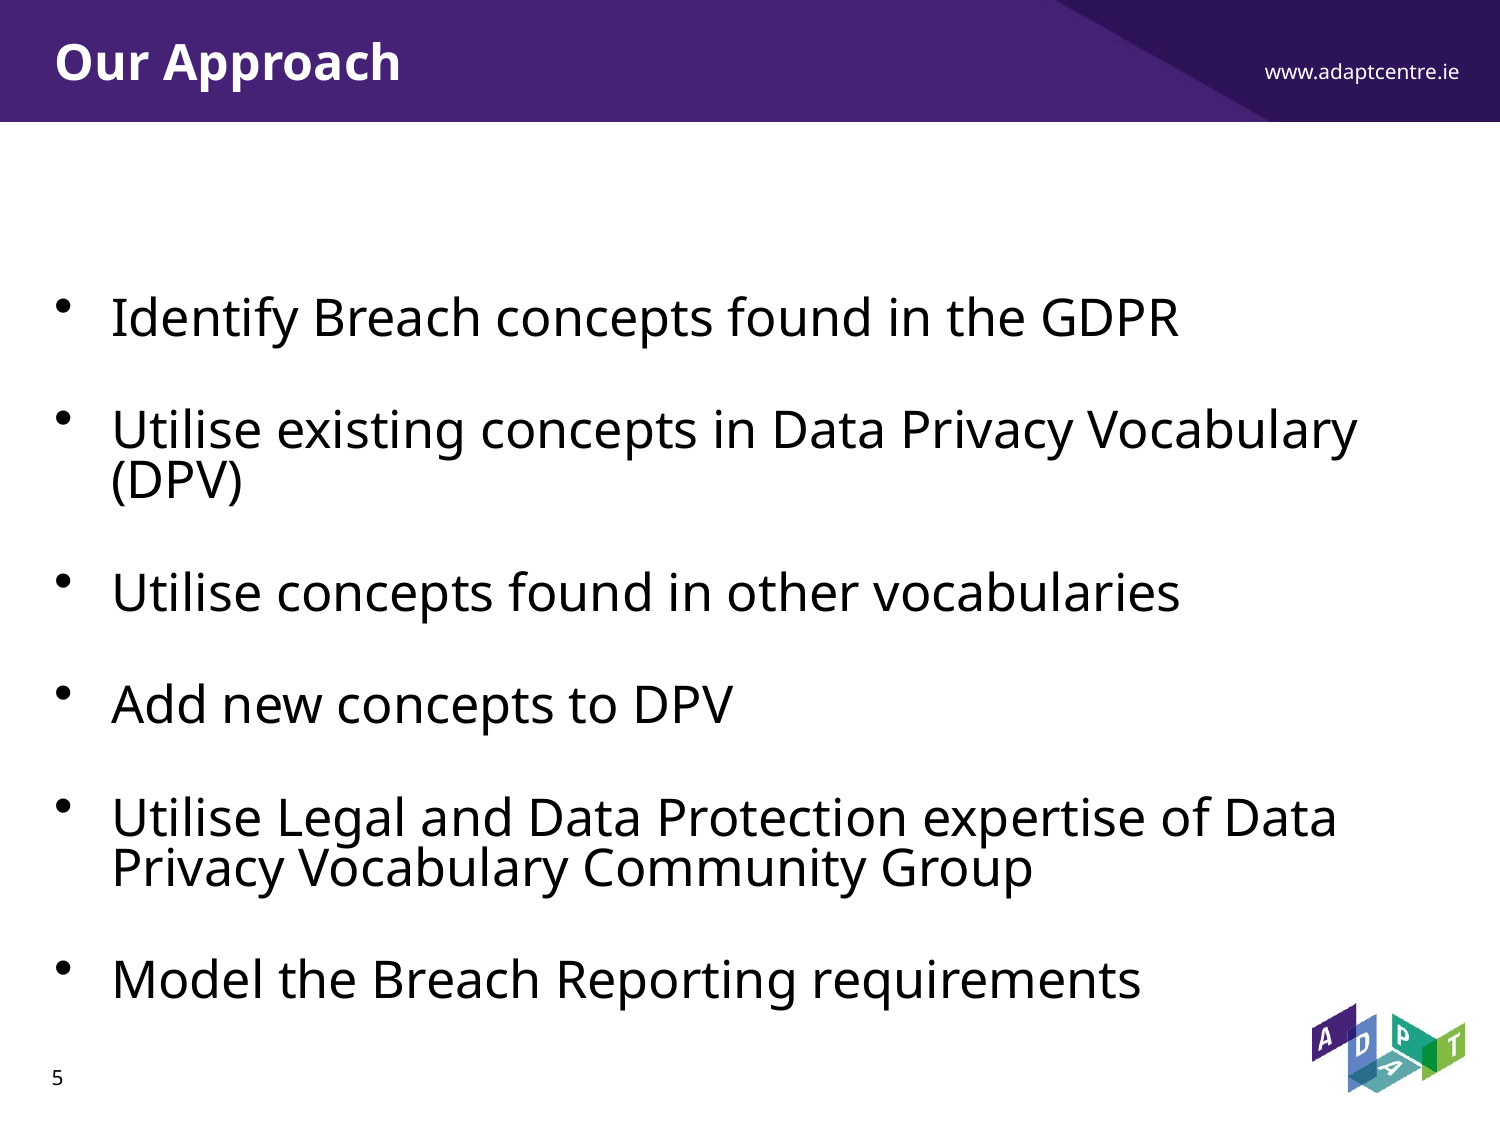 Our Approach
www.adaptcentre.ie
• Identify Breach concepts found in the GDPR
• Utilise existing concepts in Data Privacy Vocabulary
(DPV)
• Utilise concepts found in other vocabularies
• Add new concepts to DPV
• Utilise Legal and Data Protection expertise of Data
Privacy Vocabulary Community Group
• Model the Breach Reporting requirements
ADAPT
5